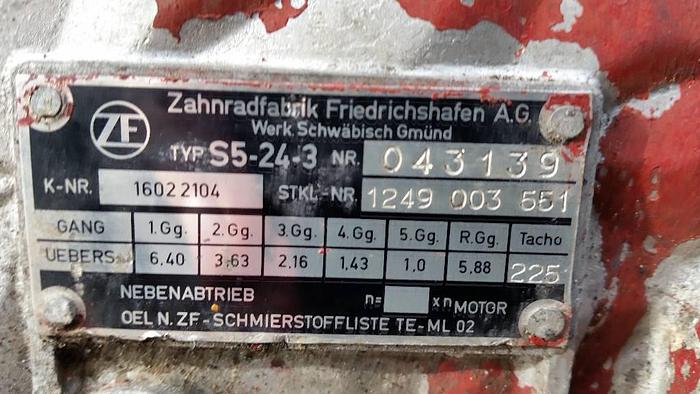 ZF
Zahnradfabrik Friedrichshafen A.G.
Werk Schwäbisch Gmünd
TYP S5-24-3 NR. 043139
K-NR. 16022104 STKL.-NR. 1249 003 551
GANG 1.Gg. 2.Gg. 3.Gg. 4.Gg. 5.Gg. R.Gg. Tacho
UEBERS. 6.40 3.63 2.16 1.43 1.0 5.88 225
NEBENABTRIEB n= x n MOTOR
OEL N. ZF-SCHMIERSTOFFLISTE TE-ML 02